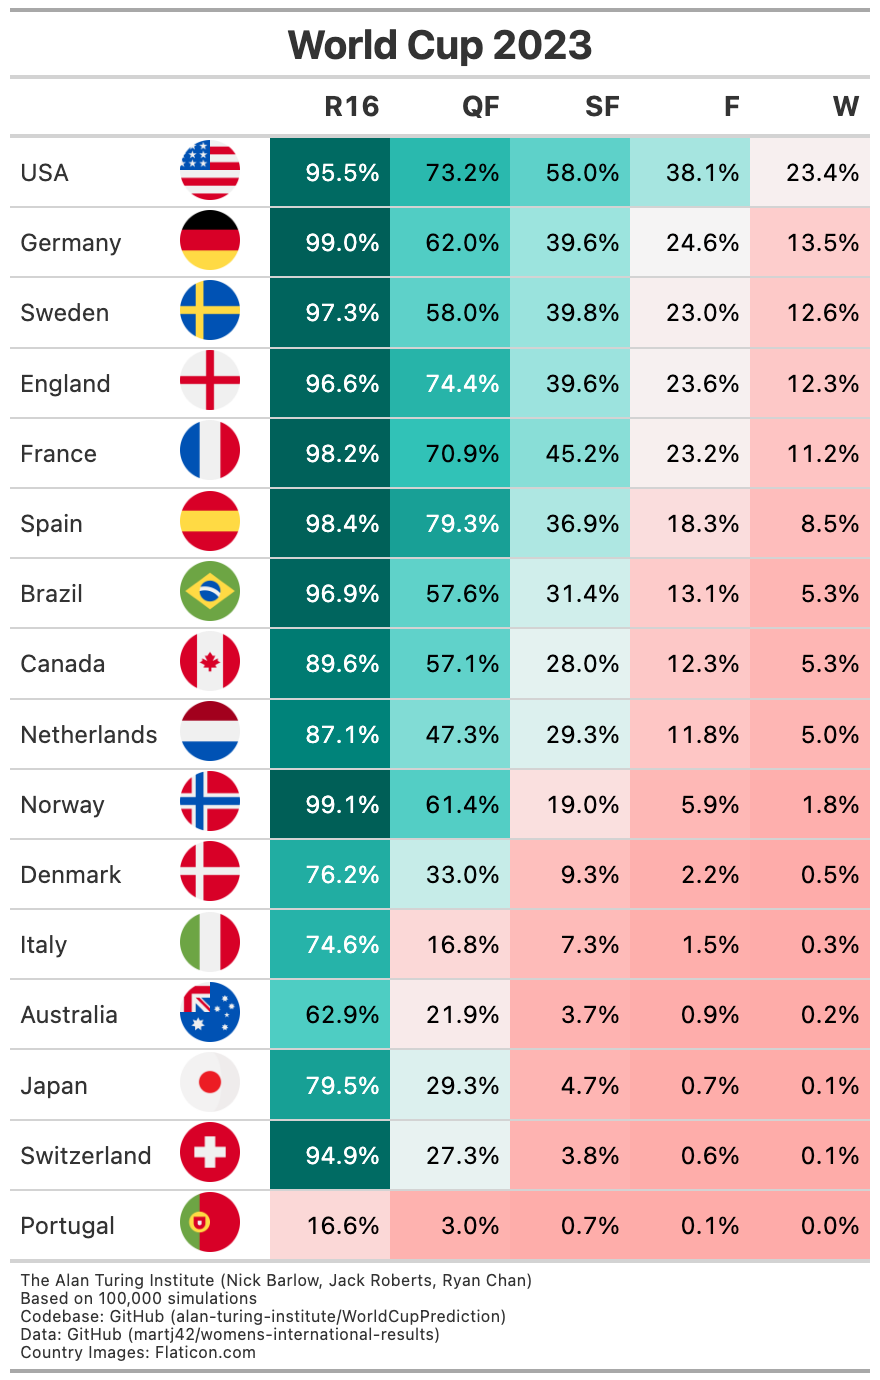 World Cup 2023
R16 QF SF F W
USA 95.5% 73.2% 58.0% 38.1% 23.4%
Germany 99.0% 62.0% 39.6% 24.6% 13.5%
Sweden 97.3% 58.0% 39.8% 23.0% 12.6%
England 96.6% 74.4% 39.6% 23.6% 12.3%
France 98.2% 70.9% 45.2% 23.2% 11.2%
Spain 98.4% 79.3% 36.9% 18.3% 8.5%
Brazil 96.9% 57.6% 31.4% 13.1% 5.3%
Canada 89.6% 57.1% 28.0% 12.3% 5.3%
Netherlands 87.1% 47.3% 29.3% 11.8% 5.0%
Norway 99.1% 61.4% 19.0% 5.9% 1.8%
Denmark 76.2% 33.0% 9.3% 2.2% 0.5%
Italy 74.6% 16.8% 7.3% 1.5% 0.3%
Australia 62.9% 21.9% 3.7% 0.9% 0.2%
Japan 79.5% 29.3% 4.7% 0.7% 0.1%
Switzerland 94.9% 27.3% 3.8% 0.6% 0.1%
Portugal 16.6% 3.0% 0.7% 0.1% 0.0%
The Alan Turing Institute (Nick Barlow, Jack Roberts, Ryan Chan)
Based on 100,000 simulations
Codebase: GitHub (alan-turing-institute/WorldCupPrediction)
Data: GitHub (martj42/womens-international-results)
Country Images: Flaticon.com